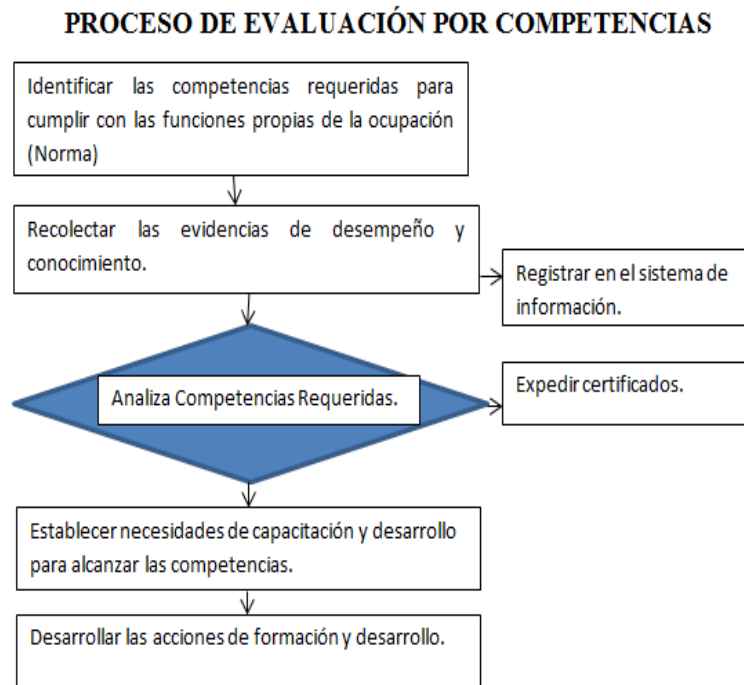 PROCESO DE EVALUACIÓN POR COMPETENCIAS
Identificar las competencias requeridas para
cumplir con las funciones propias de la ocupación
(Norma)
Recolectar las evidencias de desempeño y
conocimiento.
Registrar en el sistema de
información.
Analiza Competencias Requeridas.
Expedir certificados.
Establecer necesidades de capacitación y desarrollo
para alcanzar las competencias.
Desarrollar las acciones de formación y desarrollo.